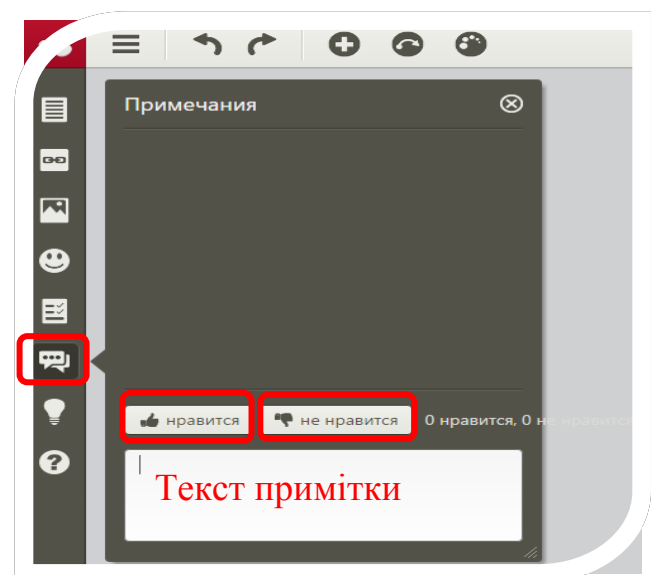 Примечания
нравится не нравится 0 нравится, 0 не нравится
Текст примітки